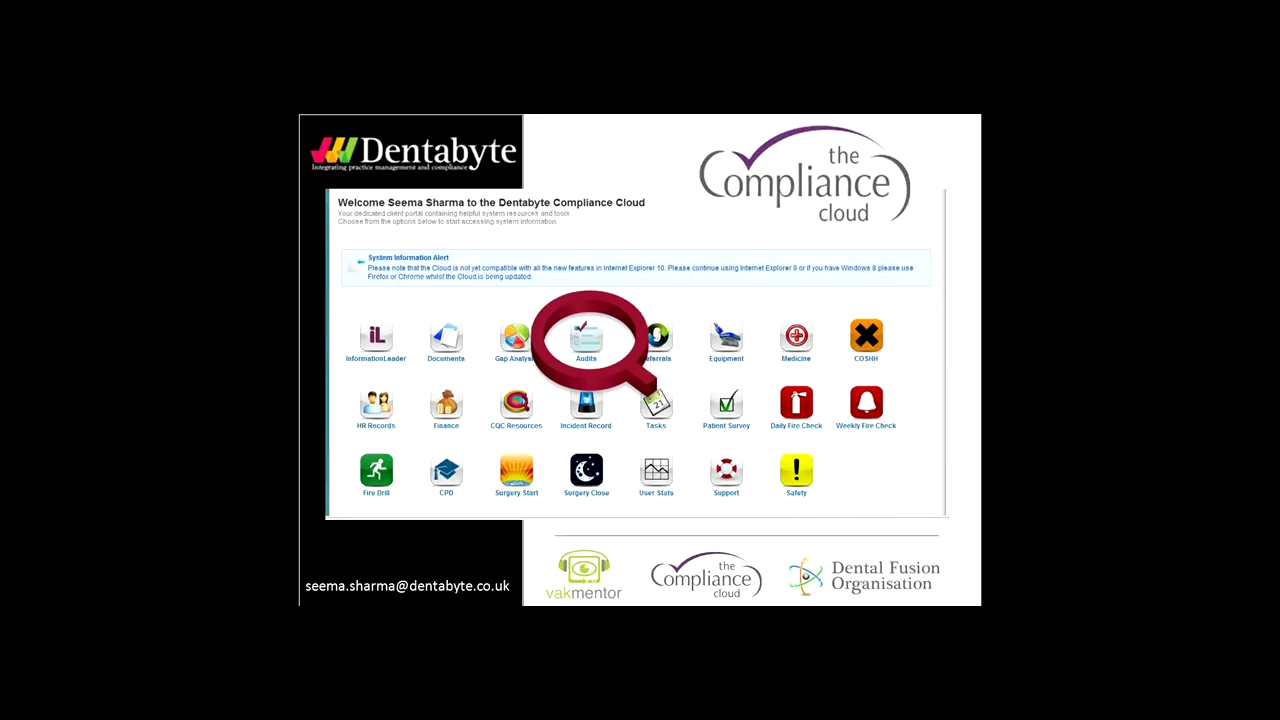 Dentabyte
Integrating practice management and compliance
the
Compliance
cloud
Welcome Seema Sharma to the Dentabyte Compliance Cloud
Your dedicated client portal containing helpful system resources and tools
Choose from the options below to start accessing system information
System Information Alert
Please note that the Cloud is not yet compatible with all the new features in Internet Explorer 10. Please continue using Internet Explorer 9 or if you have Windows 8 please use
Firefox or Chrome whilst the Cloud is being updated.
iL
InformationLeader
Documents
Gap
Audits
Equipment
Medicine
COSHH
21
HR Records
Finance
CQC Resources
Incident Record
Tasks
Patient Survey
Daily Fire Check
Weekly Fire Check
Fire Drill
CPD
Surgery Start
Surgery Close
User Stats
Support
Safety
seema.sharma@dentabyte.co.uk
vakmentor
the
Compliance
cloud
Dental Fusion
Organisation